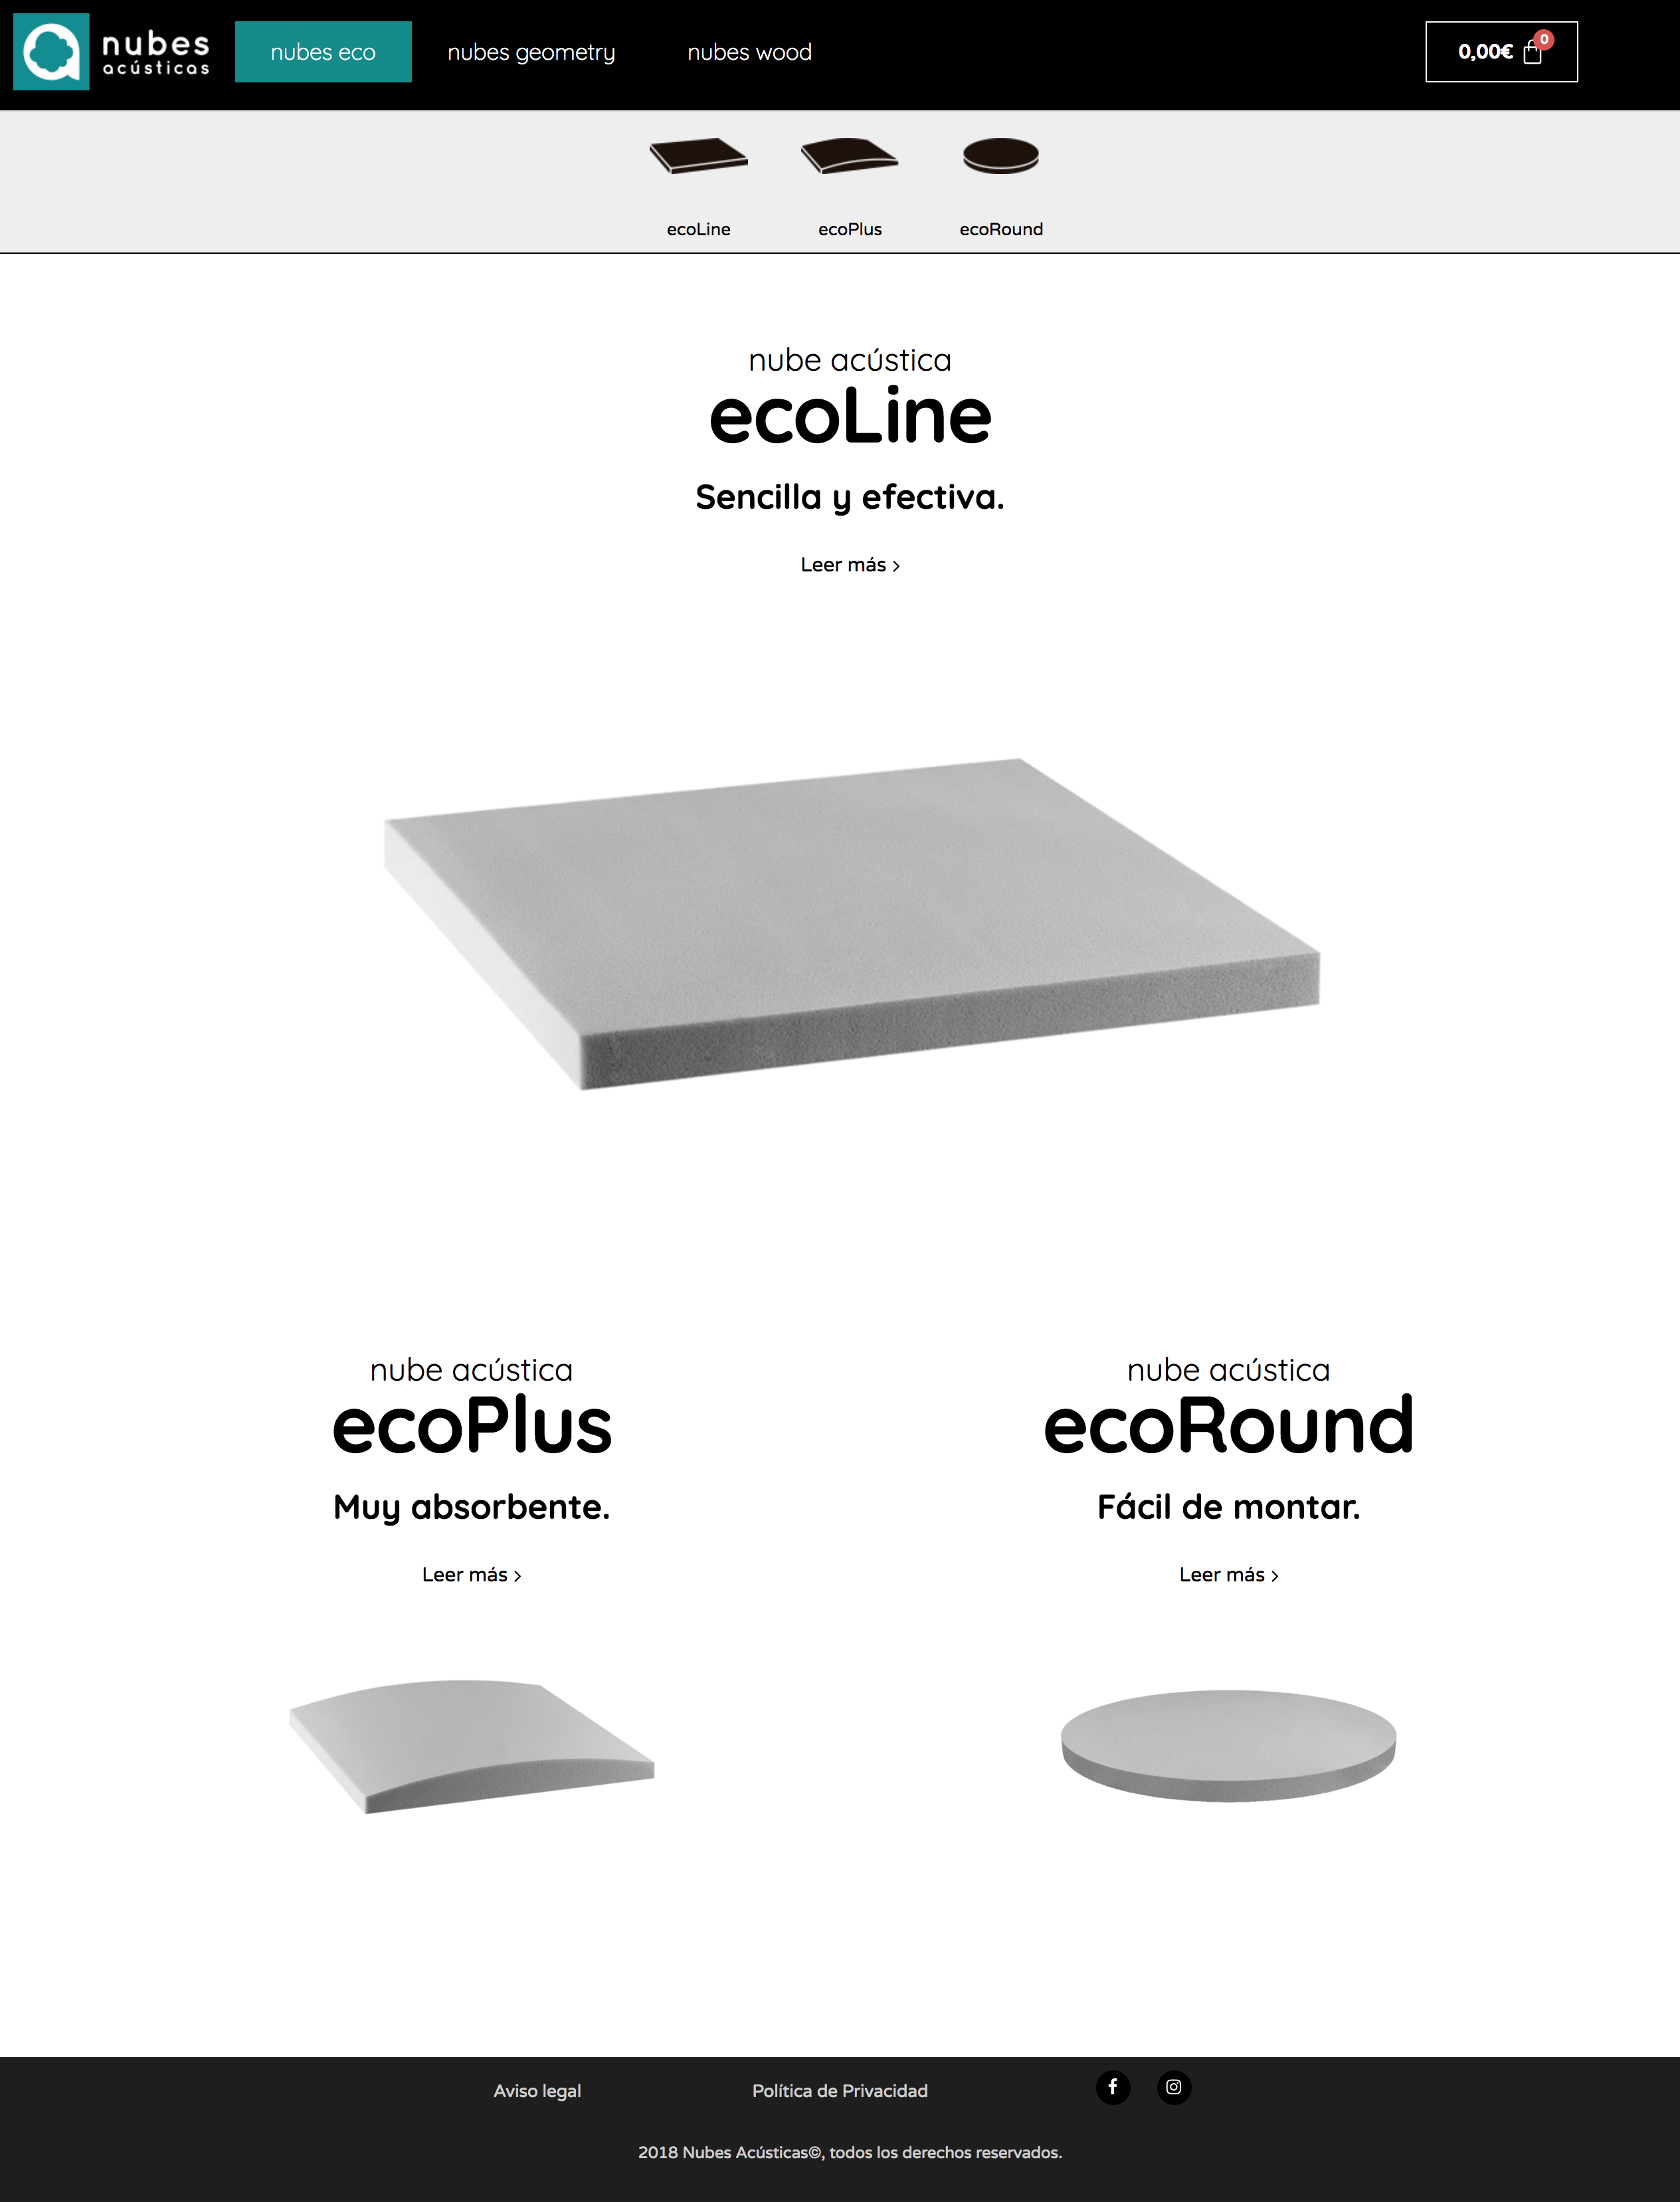 nubes
acústicas
nubes eco
nubes geometry
nubes wood
0,00€
0
ecoLine
ecoPlus
ecoRound
nube acústica
ecoLine
Sencilla y efectiva.
Leer más ›
nube acústica
ecoPlus
Muy absorbente.
Leer más ›
nube acústica
ecoRound
Fácil de montar.
Leer más ›
Aviso legal
Política de Privacidad
2018 Nubes Acústicas©, todos los derechos reservados.